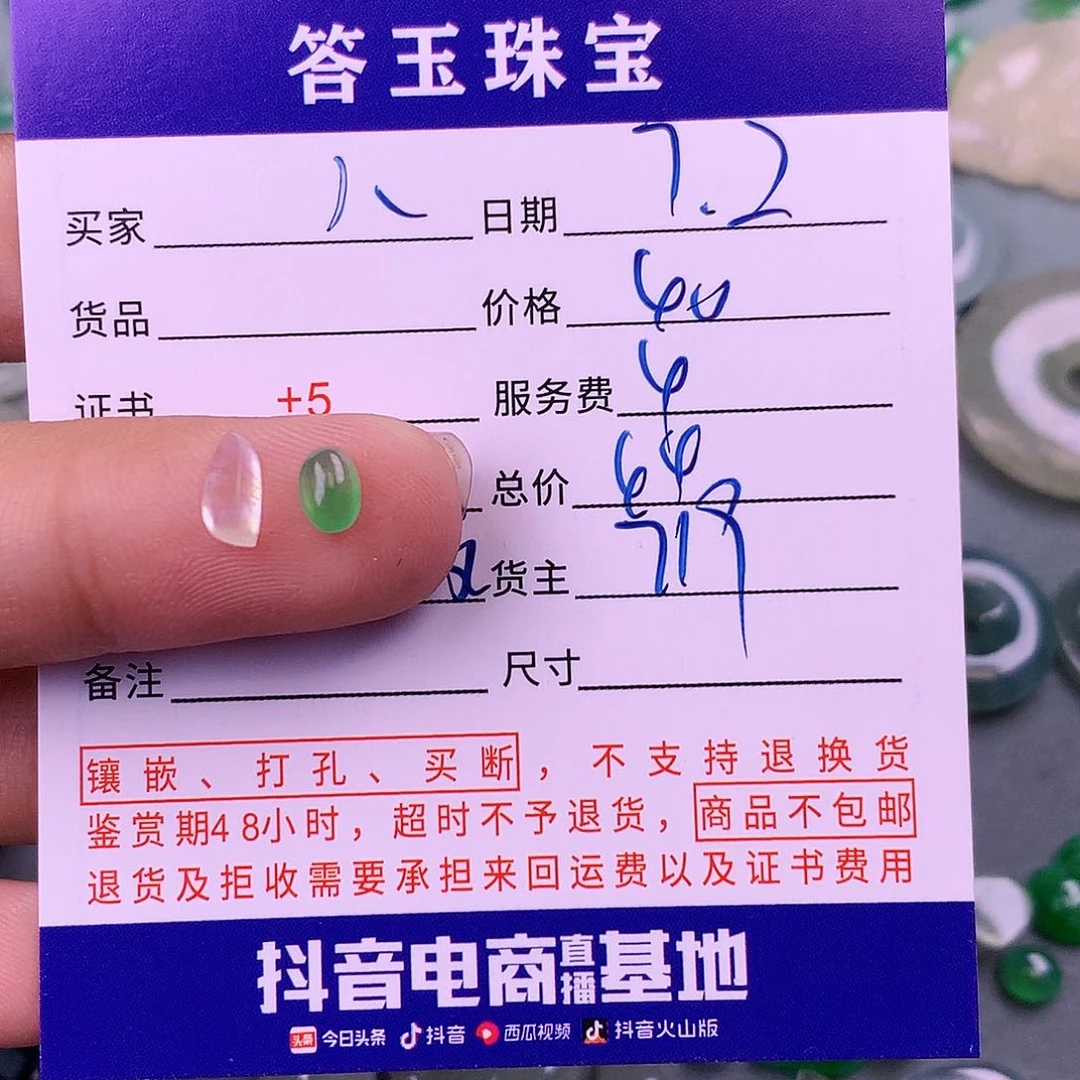 答玉珠宝
买家 八 日期 7.2
货品 价格
证书 +5 服务费
总价
货主 719
备注 尺寸
镶嵌、打孔、买断，不支持退换货
鉴赏期48小时，超时不予退货，商品不包邮
退货及拒收需要承担来回运费以及证书费用
抖音电商直播基地
头条 今日头条 抖音 西瓜视频 抖音火山版